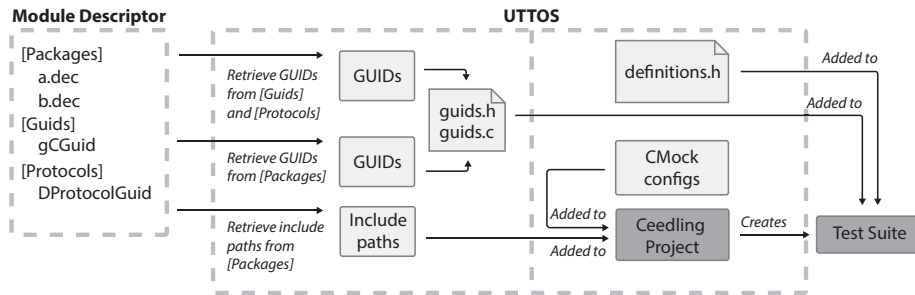 Module Descriptor
UTTOS
[Packages]
a.dec
b.dec
[Guids]
gCGuid
[Protocols]
DProtocolGuid
Retrieve GUIDs
from [Guids]
and [Protocols]
GUIDs
Retrieve GUIDs
from [Packages]
GUIDs
Retrieve include
paths from
[Packages]
Include
paths
guids.h
guids.c
definitions.h
Added to
Added to
CMock
configs
Added to
Added to
Ceedling
Project
Creates
Test Suite